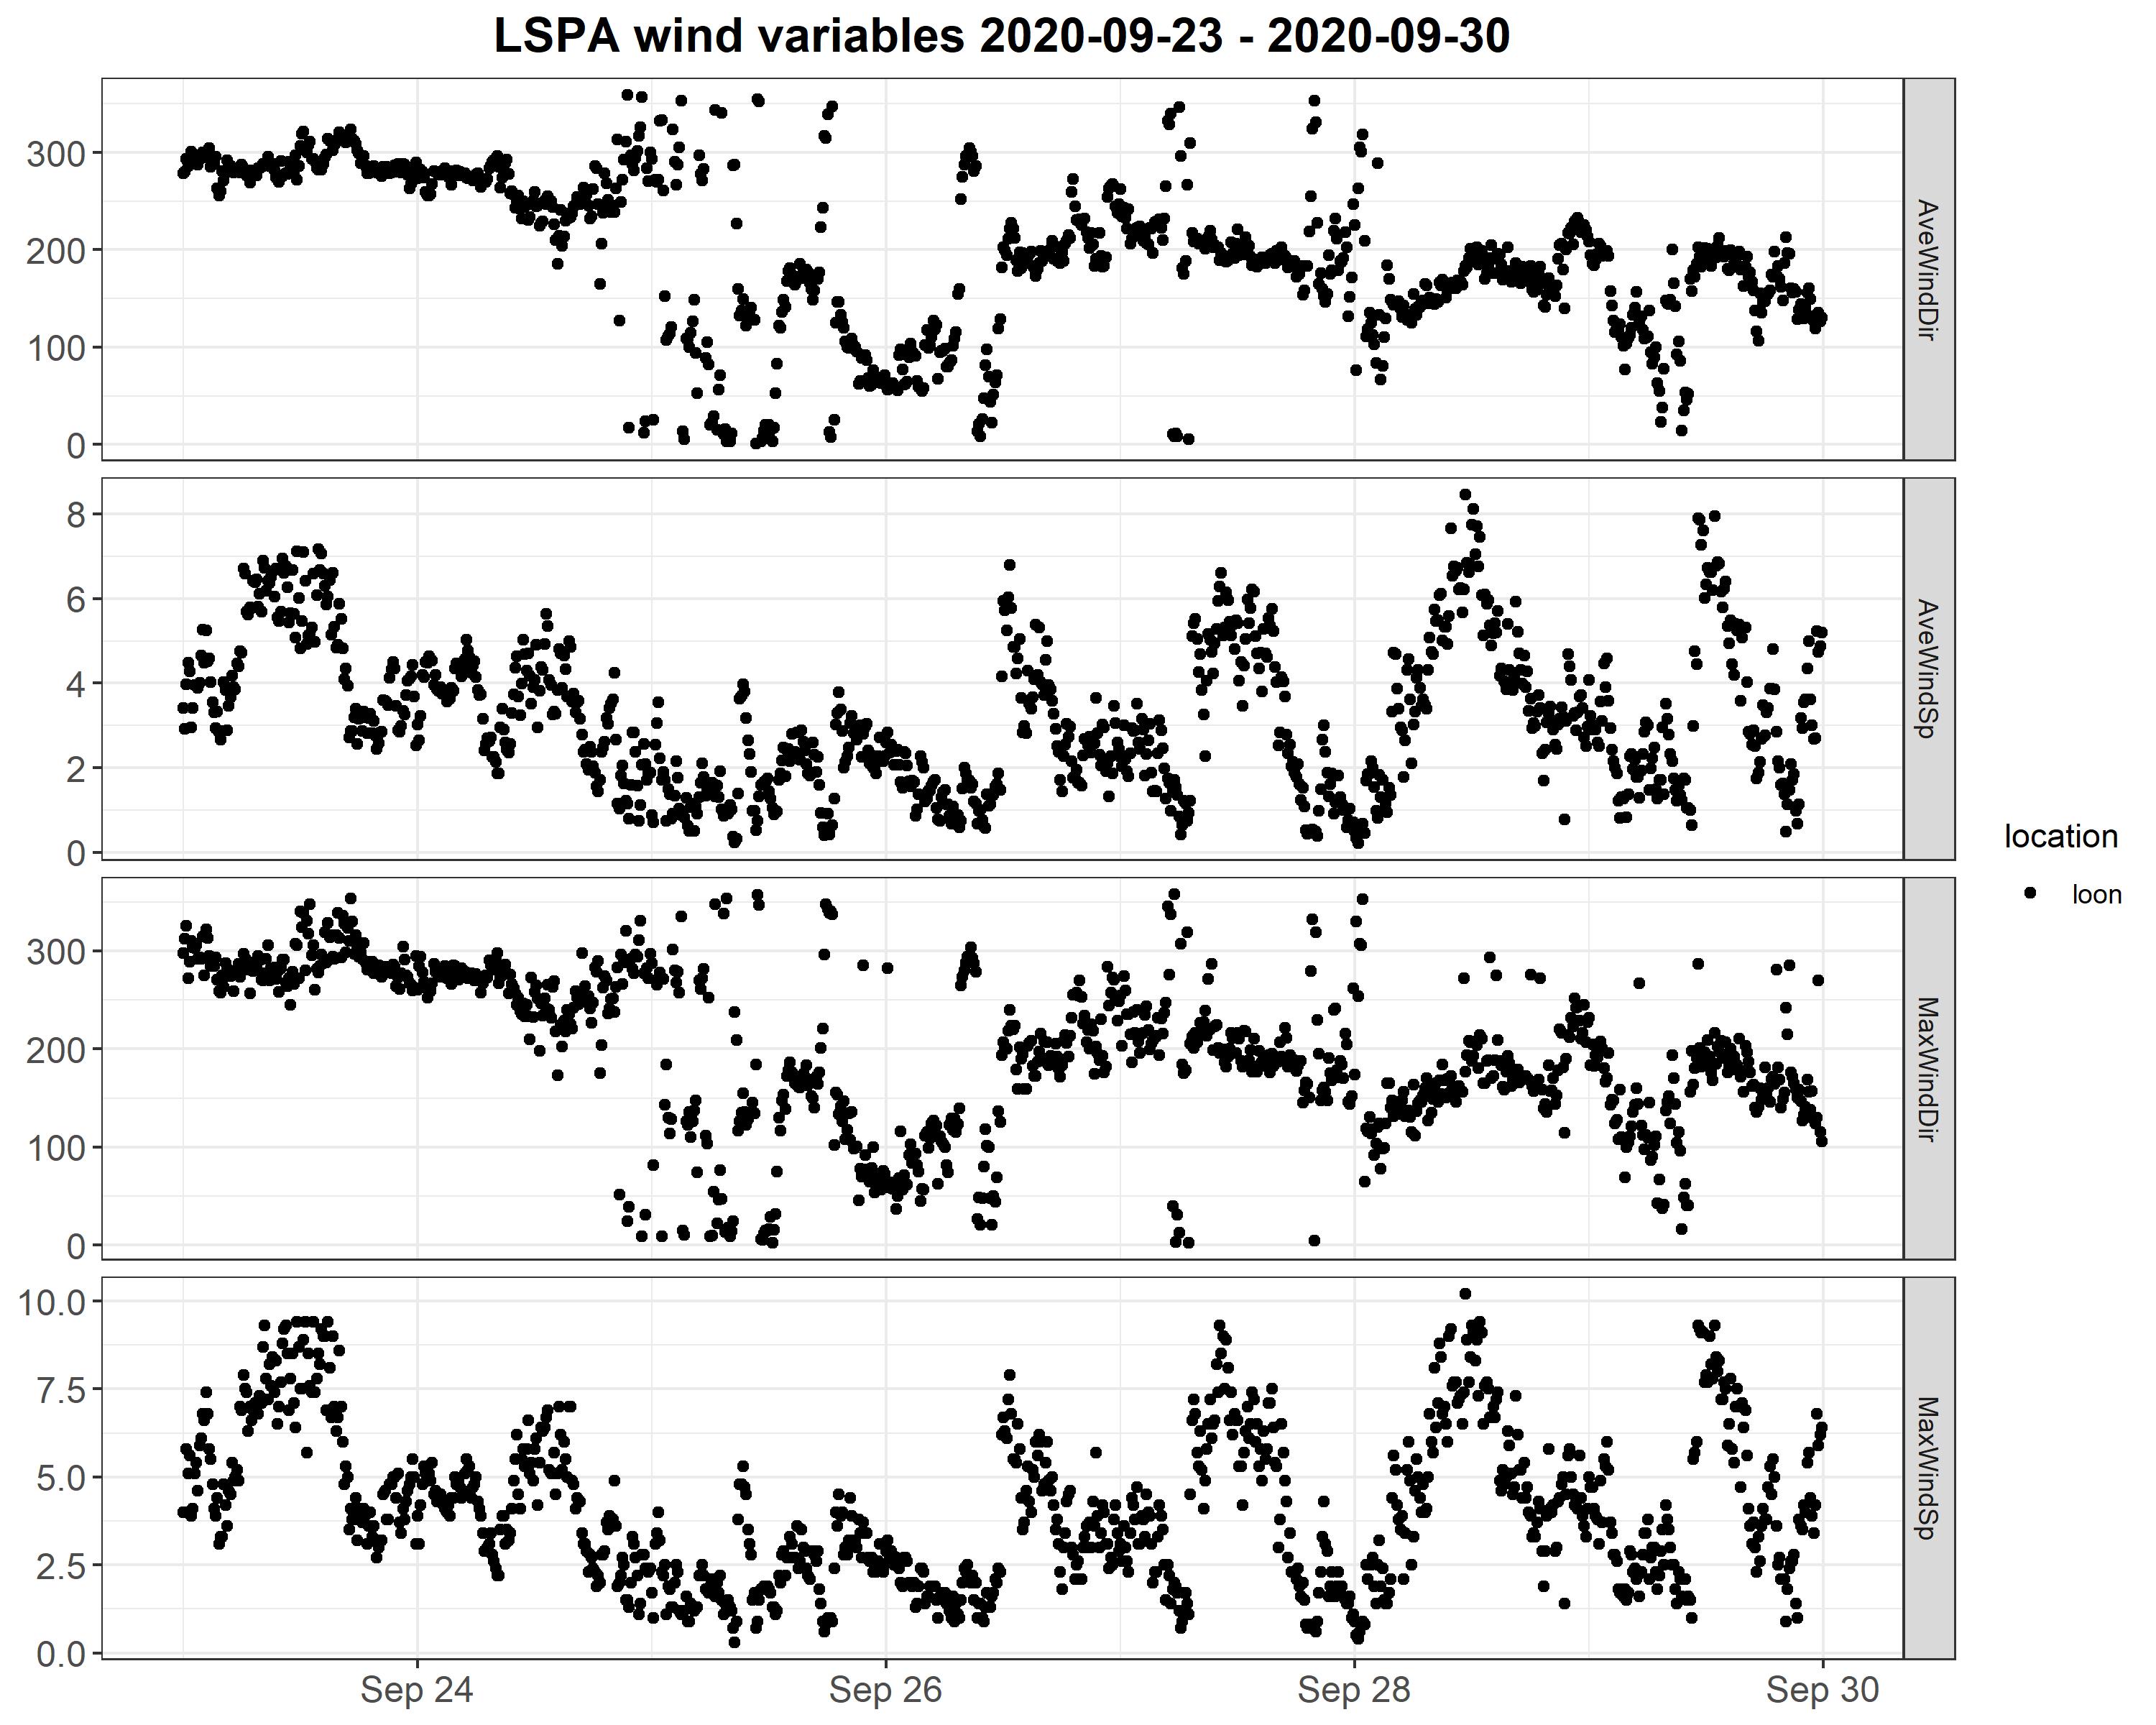 LSPA wind variables 2020-09-23 - 2020-09-30
300
200
100
0
AveWindDir
8
6
4
2
0
AveWindSp
300
200
100
0
MaxWindDir
10.0
7.5
5.0
2.5
0.0
MaxWindSp
Sep 24 Sep 26 Sep 28 Sep 30
location
loon